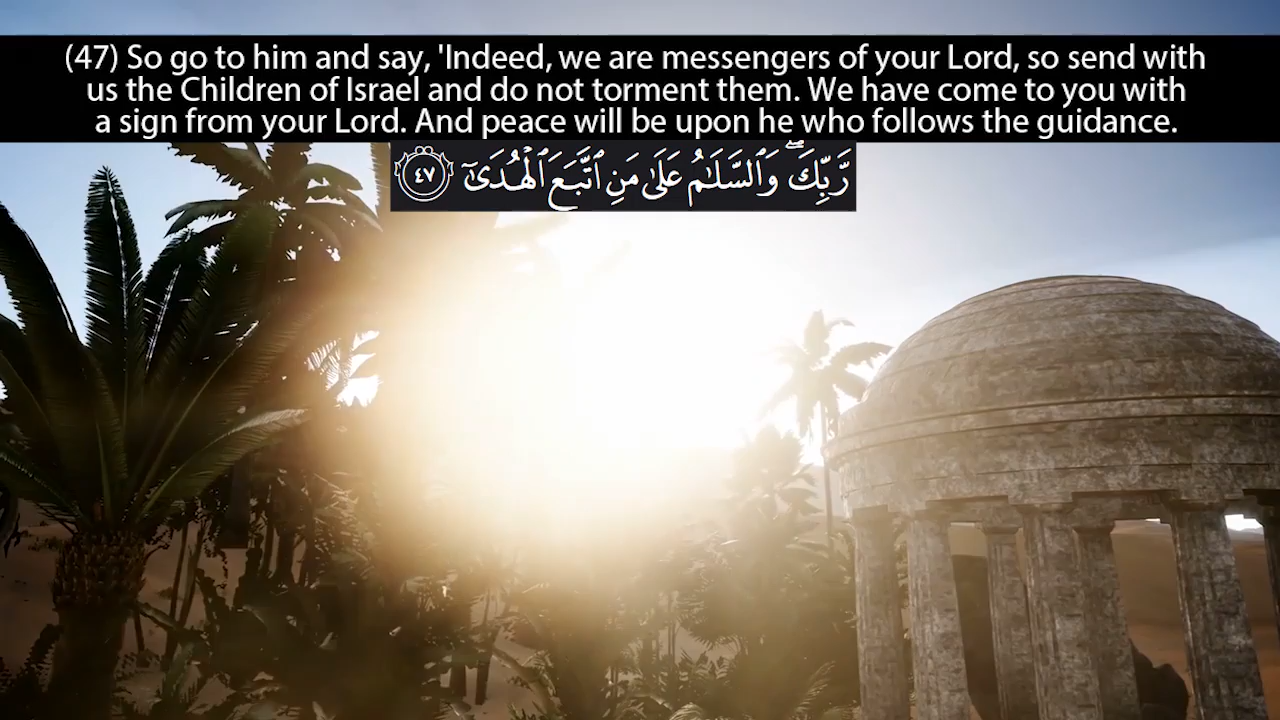 (47) So go to him and say, 'Indeed, we are messengers of your Lord, so send with
us the Children of Israel and do not torment them. We have come to you with
a sign from your Lord. And peace will be upon he who follows the guidance.
رَّبِّكَ ۖ وَٱلسَّلَـٰمُ عَلَىٰ مَنِ ٱتَّبَعَ ٱلْهُدَىٰٓ ٤٧